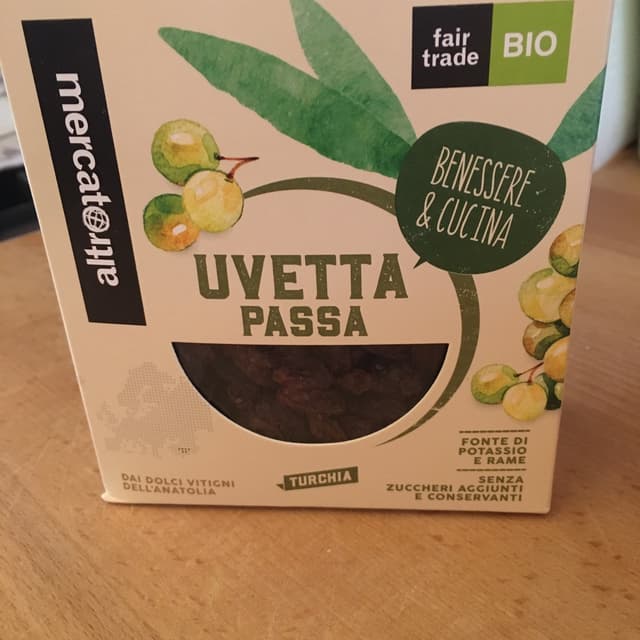 fair
trade
BIO
mercatorltla
BENESSERE
& CUCINA
UVETTA
PASSA
FONTE DI
POTASSIO
E RAME
SENZA
ZUCCHERI AGGIUNTI
E CONSERVANTI
DAI DOLCI VITIGNI
DELL'ANATOLIA
TURCHIA